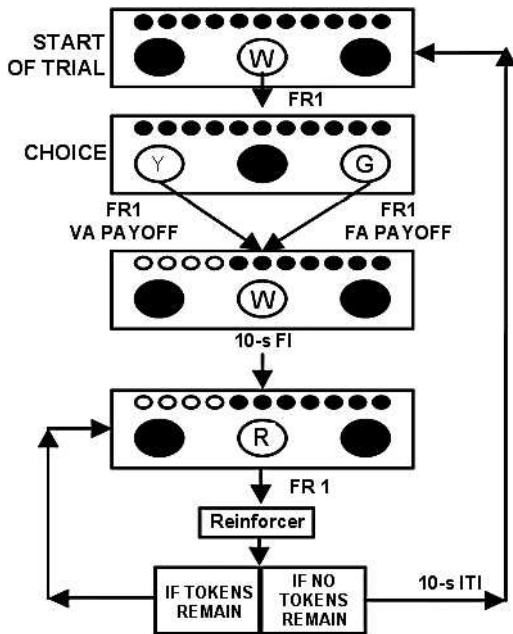 START
OF TRIAL
W
FR1
CHOICE
Y
G
FR1
VA PAYOFF
FR1
FA PAYOFF
W
10-s FI
R
FR 1
Reinforcer
IF TOKENS
REMAIN
IF NO
TOKENS
REMAIN
10-s ITI